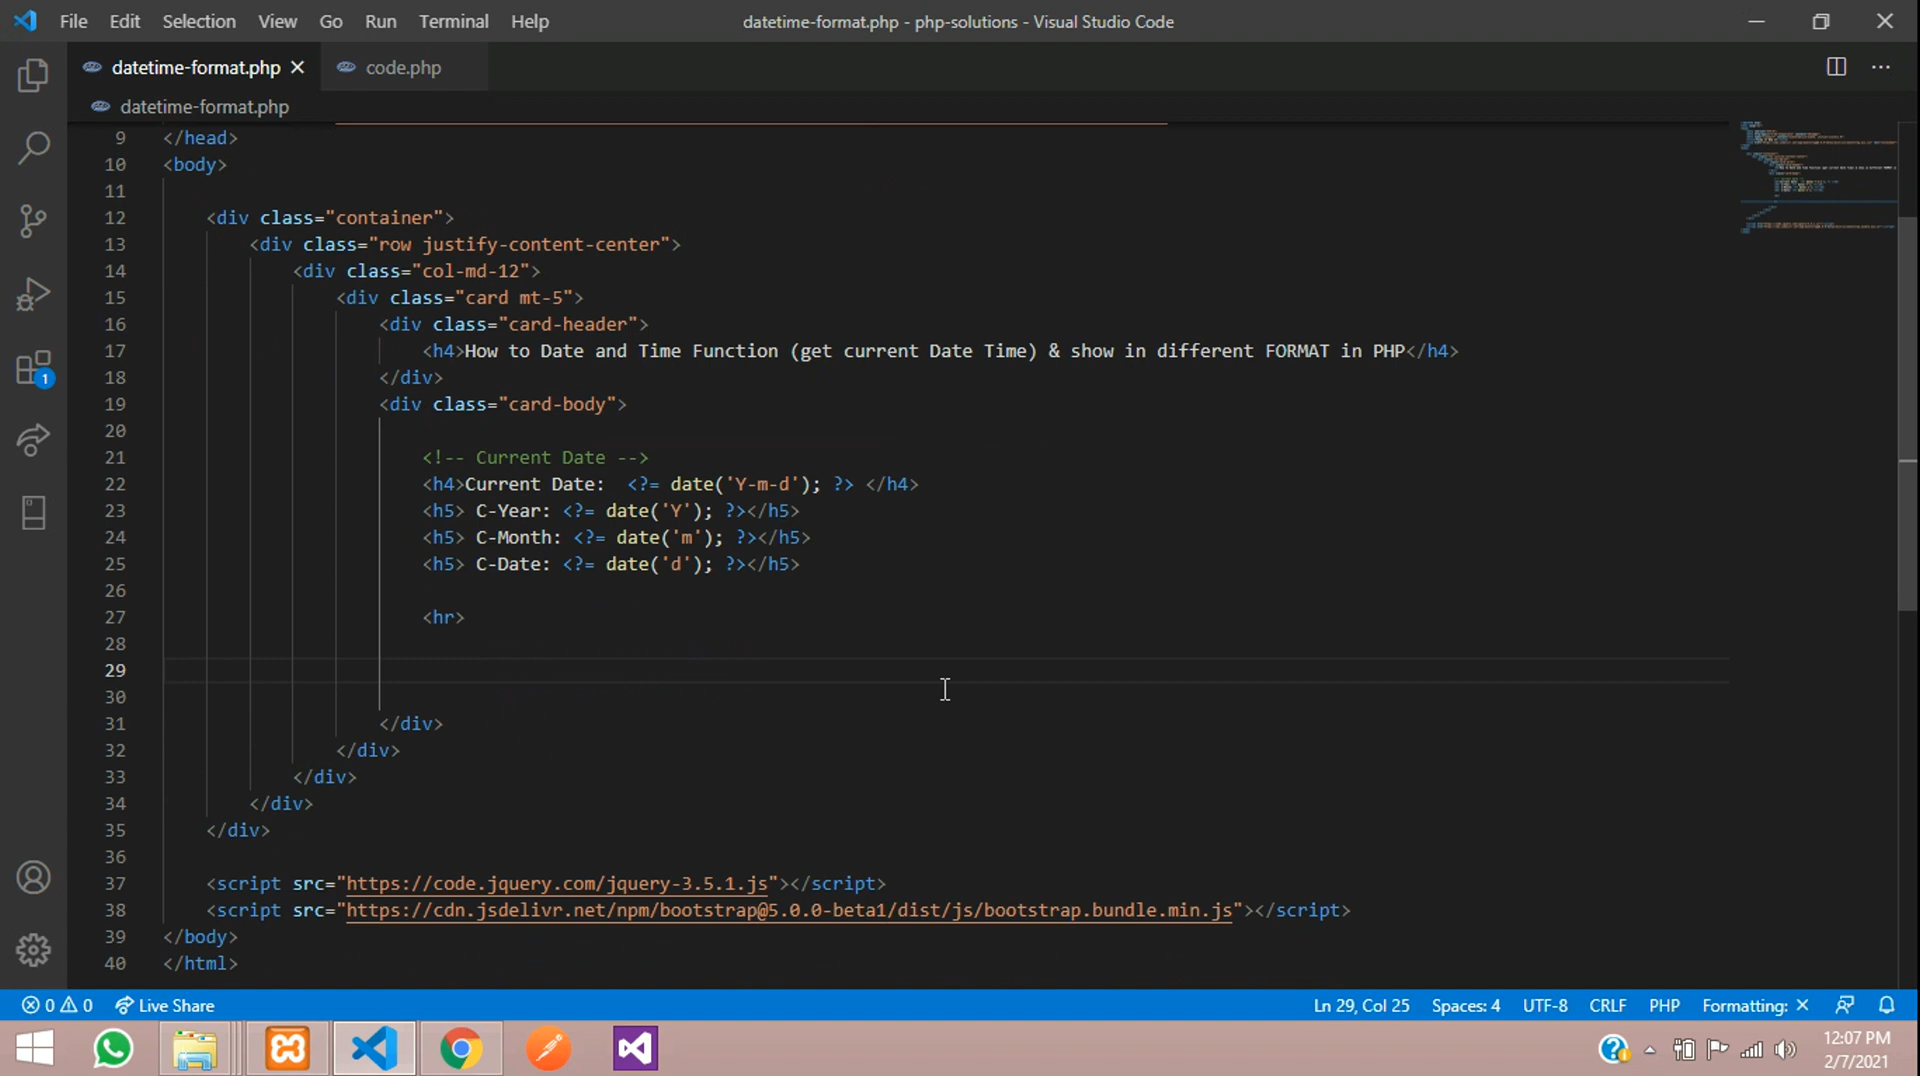 File Edit Selection View Go Run Terminal Help datetime-format.php - php-solutions - Visual Studio Code
datetime-format.php code.php
datetime-format.php
9 </head>
10 <body>
11
12 <div class="container">
13 <div class="row justify-content-center">
14 <div class="col-md-12">
15 <div class="card mt-5">
16 <div class="card-header">
17 <h4>How to Date and Time Function (get current Date Time) & show in different FORMAT in PHP</h4>
18 </div>
19 <div class="card-body">
20
21 <!-- Current Date -->
22 <h4>Current Date:  <?= date('Y-m-d'); ?> </h4>
23 <h5> C-Year: <?= date('Y'); ?></h5>
24 <h5> C-Month: <?= date('m'); ?></h5>
25 <h5> C-Date: <?= date('d'); ?></h5>
26
27 <hr>
28
29
30
31 </div>
32 </div>
33 </div>
34 </div>
35 </div>
36
37 <script src="https://code.jquery.com/jquery-3.5.1.js"></script>
38 <script src="https://cdn.jsdelivr.net/npm/bootstrap@5.0.0-beta1/dist/js/bootstrap.bundle.min.js"></script>
39 </body>
40 </html>
1
0 0 Live Share Ln 29, Col 25 Spaces: 4 UTF-8 CRLF PHP Formatting: ×
12:07 PM
2/7/2021